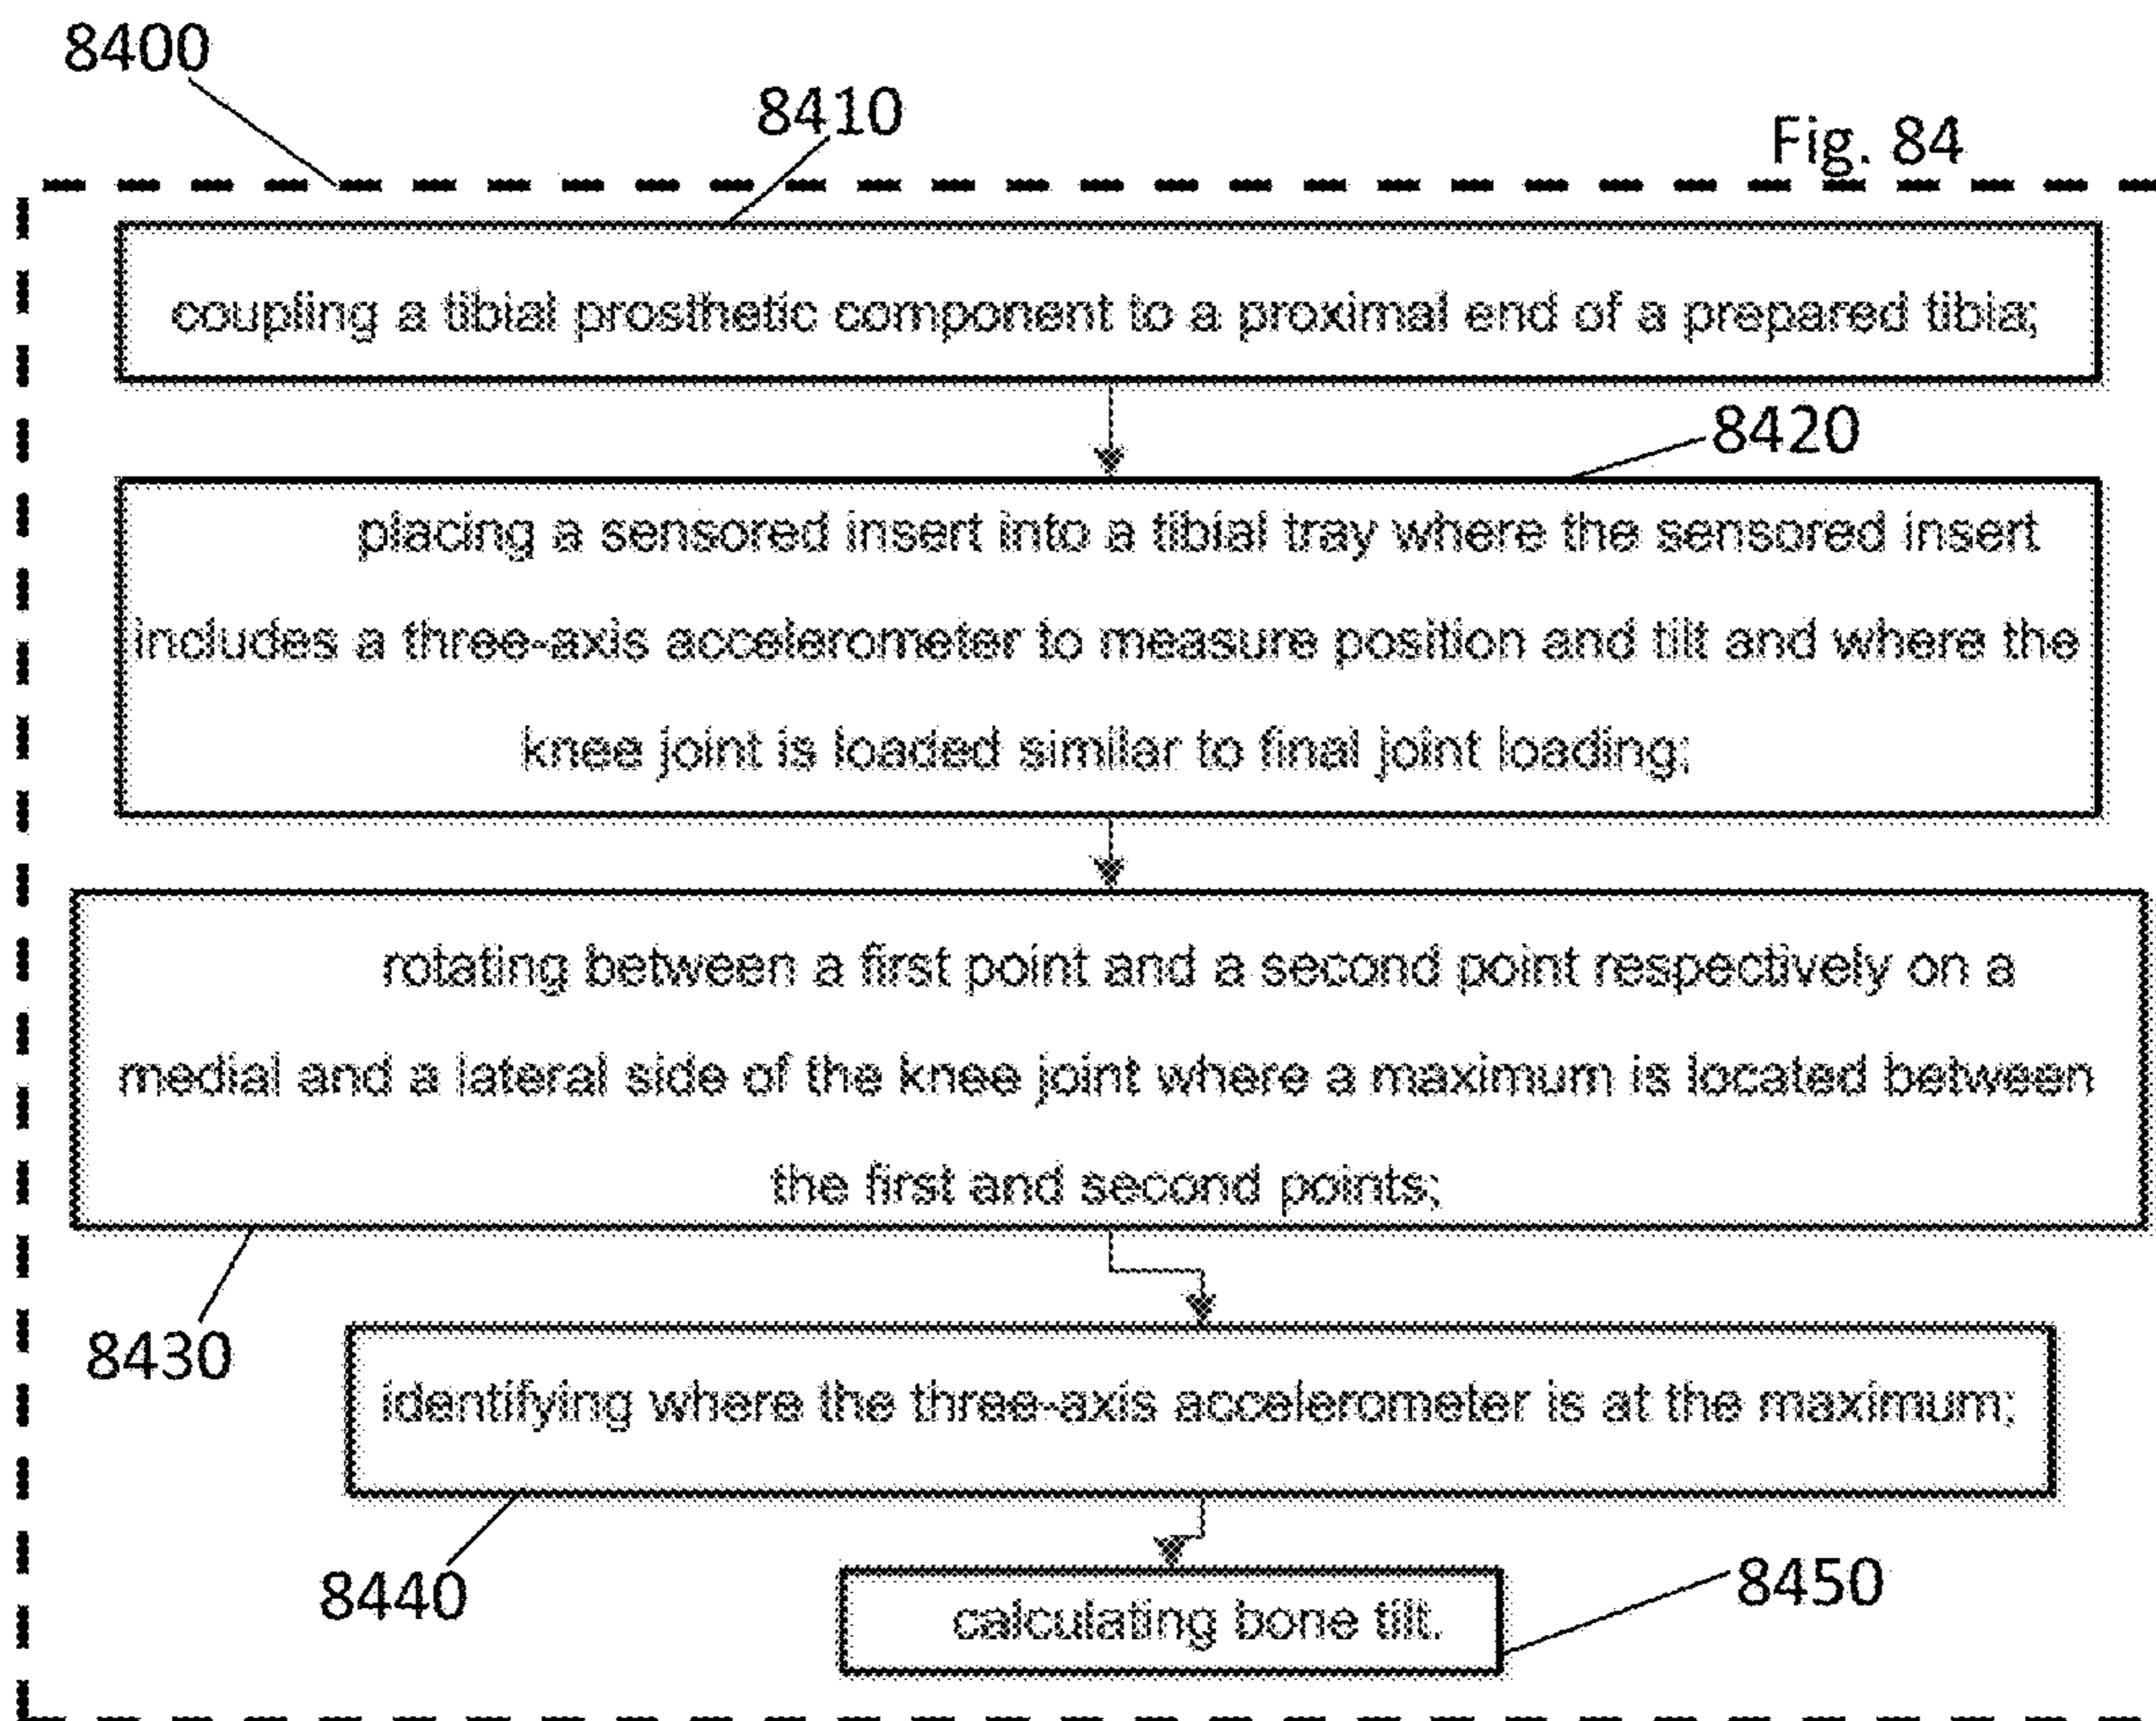 8400
8410
Fig. 84
coupling a tibial prosthetic component to a proximal end of a prepared tibia;
8420
placing a sensored insert into a tibial tray where the sensored insert
includes a three-axis accelerometer to measure position and tilt and where the
knee joint is loaded similar to final joint loading;
rotating between a first point and a second point respectively on a
medial and a lateral side of the knee joint where a maximum is located between
the first and second points;
8430
identifying where the three-axis accelerometer is at the maximum;
8440
8450
calculating bone tilt.